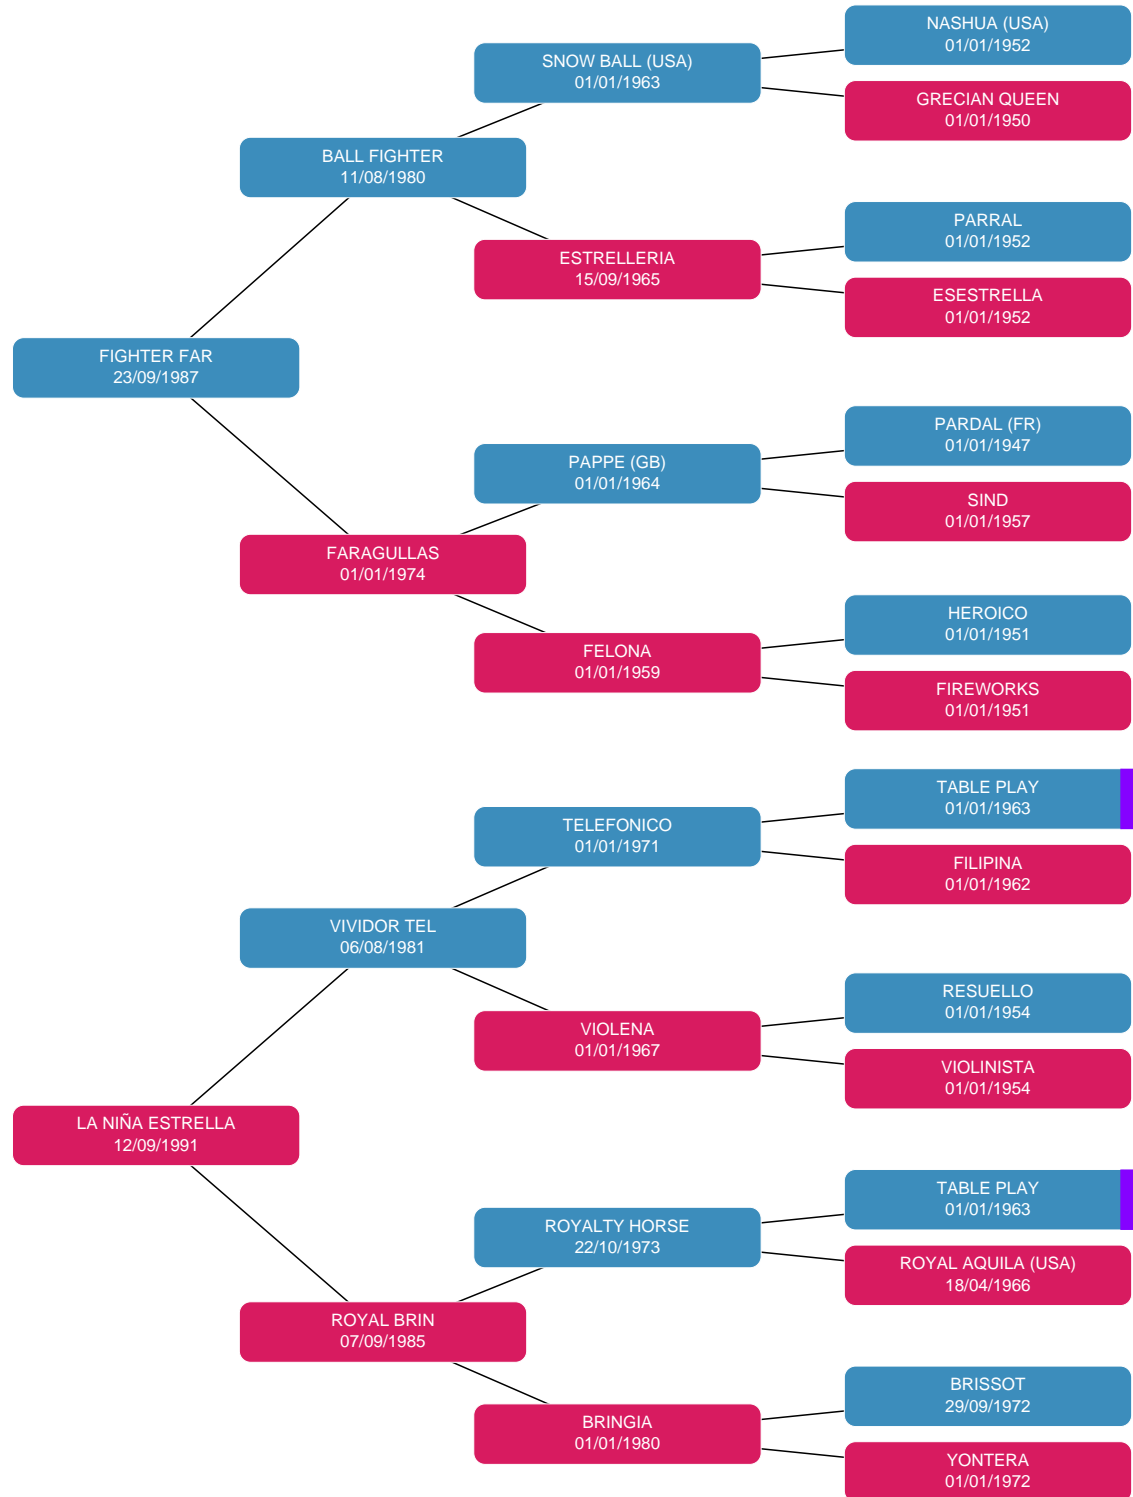 NASHUA (USA)
01/01/1952
SNOW BALL (USA)
01/01/1963
GRECIAN QUEEN
01/01/1950
BALL FIGHTER
11/08/1980
PARRAL
01/01/1952
ESTRELLERIA
15/09/1965
ESESTRELLA
01/01/1952
FIGHTER FAR
23/09/1987
PARDAL (FR)
01/01/1947
PAPPE (GB)
01/01/1964
SIND
01/01/1957
FARAGULLAS
01/01/1974
HEROICO
01/01/1951
FELONA
01/01/1959
FIREWORKS
01/01/1951
TABLE PLAY
01/01/1963
TELEFONICO
01/01/1971
FILIPINA
01/01/1962
VIVIDOR TEL
06/08/1981
RESUELLO
01/01/1954
VIOLENA
01/01/1967
VIOLINISTA
01/01/1954
LA NIÑA ESTRELLA
12/09/1991
TABLE PLAY
01/01/1963
ROYALTY HORSE
22/10/1973
ROYAL AQUILA (USA)
18/04/1966
ROYAL BRIN
07/09/1985
BRISSOT
29/09/1972
BRINGIA
01/01/1980
YONTERA
01/01/1972